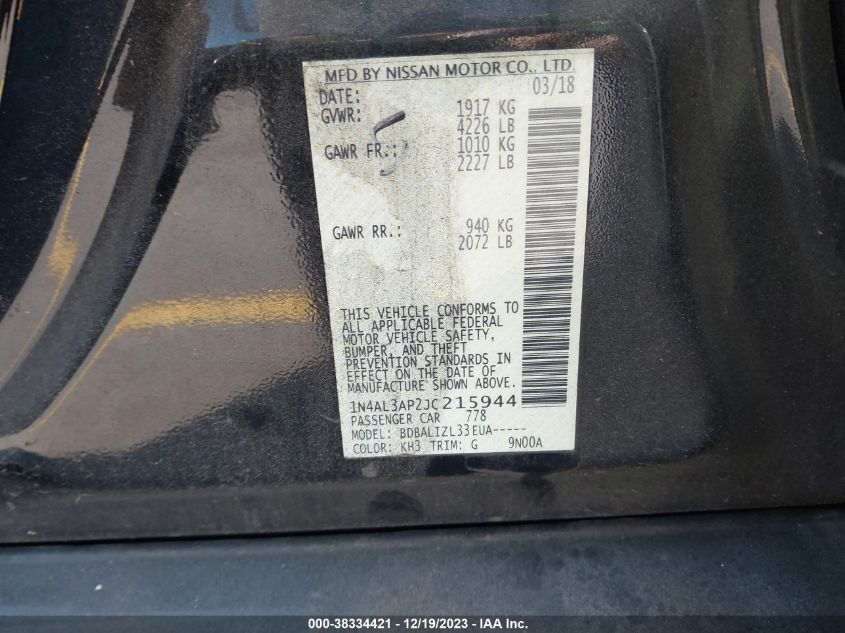 MFD BY NISSAN MOTOR CO., LTD.
DATE: 03/18
GVWR: 1917 KG
4226 LB
GAWR FR.: 1010 KG
2227 LB
GAWR RR.: 940 KG
2072 LB
THIS VEHICLE CONFORMS TO
ALL APPLICABLE FEDERAL
MOTOR VEHICLE SAFETY,
BUMPER, AND THEFT
PREVENTION STANDARDS IN
EFFECT ON THE DATE OF
MANUFACTURE SHOWN ABOVE.
1N4AL3AP2JC215944
PASSENGER CAR 778
MODEL: BDBALIZL33EUA-----
COLOR: KH3 TRIM: G 9N00A
000-38334421 - 12/19/2023 - IAA Inc.